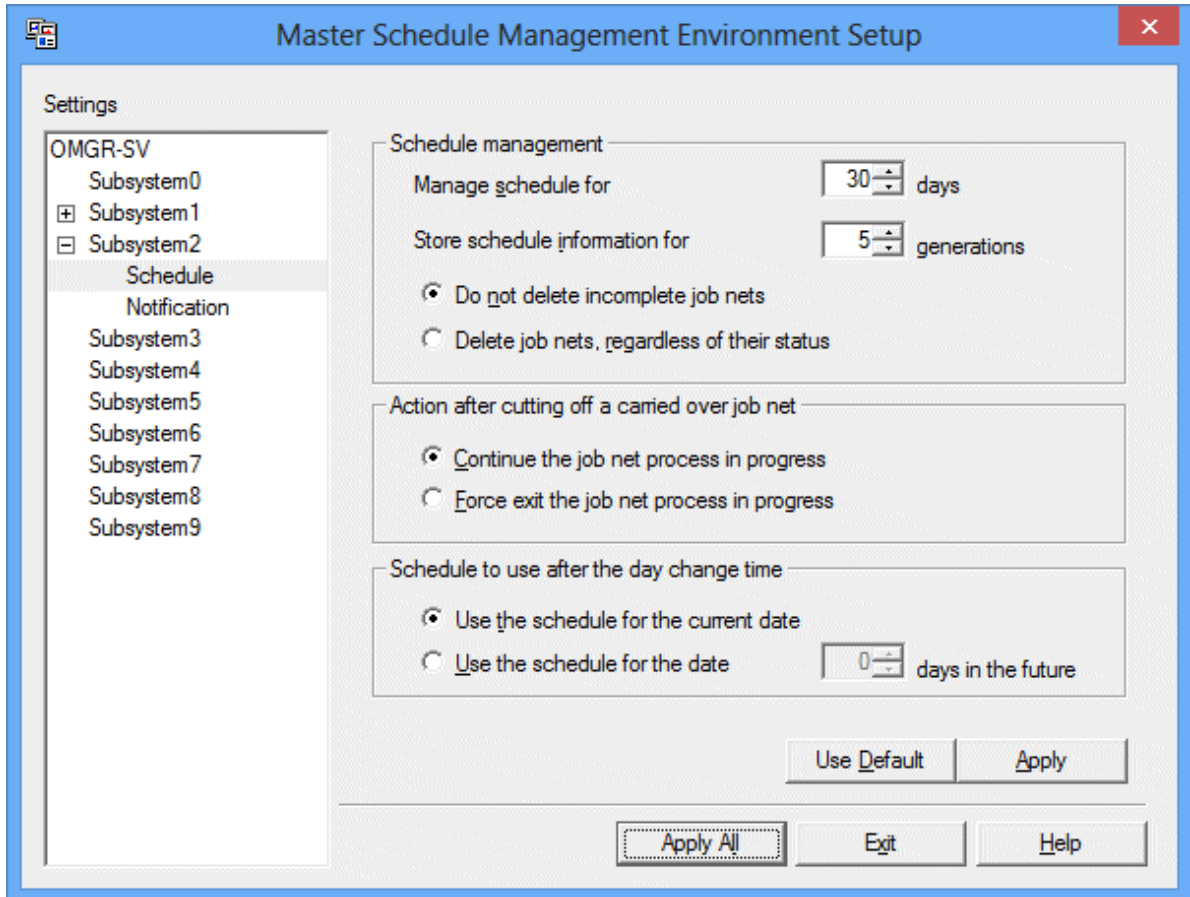 Master Schedule Management Environment Setup
Settings
OMGR-SV
Subsystem0
Subsystem1
Subsystem2
Schedule
Notification
Subsystem3
Subsystem4
Subsystem5
Subsystem6
Subsystem7
Subsystem8
Subsystem9
Schedule management
Manage schedule for 30 days
Store schedule information for 5 generations
Do not delete incomplete job nets
Delete job nets, regardless of their status
Action after cutting off a carried over job net
Continue the job net process in progress
Force exit the job net process in progress
Schedule to use after the day change time
Use the schedule for the current date
Use the schedule for the date 0 days in the future
Use Default Apply
Apply All Exit Help